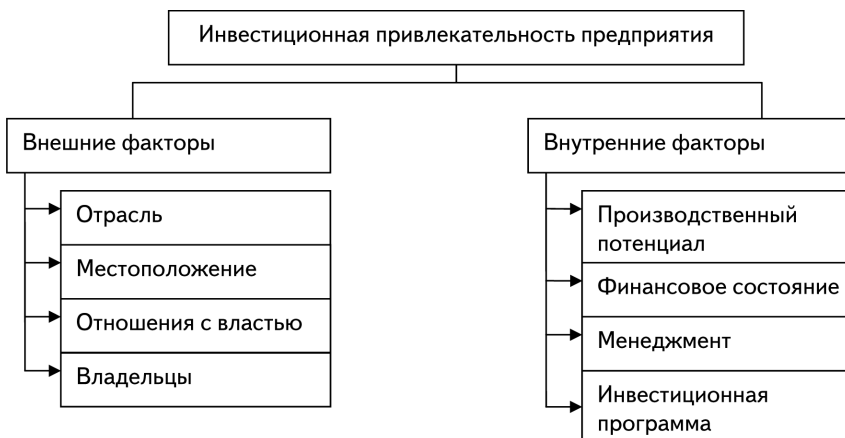 Инвестиционная привлекательность предприятия
Внешние факторы
Отрасль
Местоположение
Отношения с властью
Владельцы
Внутренние факторы
Производственный
потенциал
Финансовое состояние
Менеджмент
Инвестиционная
программа